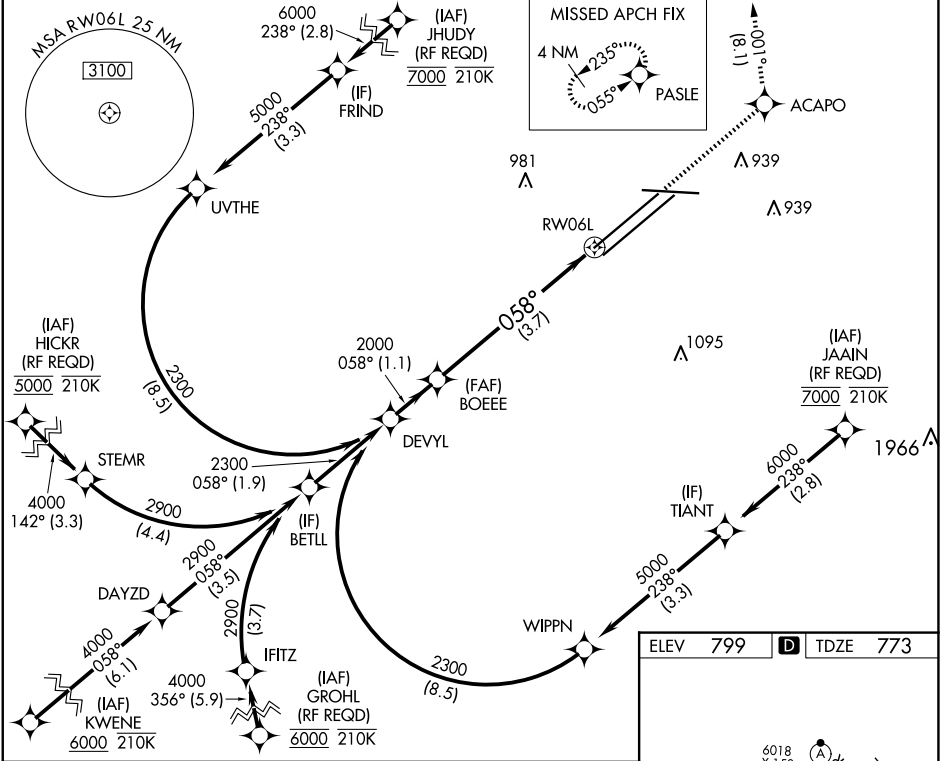 MSA RW06L 25 NM
3100
6000
238° (2.8)
(IAF)
JHUDY
(RF REQD)
7000 210K
(IF)
FRIND
5000
238°
(3.3)
UVTHE
MISSED APCH FIX
4 NM
235°
055°
PASLE
001°
(8.1)
ACAPO
981
939
939
RW06L
058°
(3.7)
1095
(IAF)
HICKR
(RF REQD)
5000 210K
2300
(8.5)
2000
058° (1.1)
(FAF)
BOEEE
DEVYL
(IAF)
JAAIN
(RF REQD)
7000 210K
1966
STEMR
4000
142° (3.3)
2900
(4.4)
2300
058° (1.9)
(IF)
BETLL
6000
238°
(2.8)
(IF)
TIANT
5000
238°
(3.3)
DAYZD
2900
058°
(3.5)
2900
(3.7)
WIPPN
2300
(8.5)
4000
058°
(6.1)
IFITZ
4000
356° (5.9)
(IAF)
KWENE
6000 210K
(IAF)
GROHL
(RF REQD)
6000 210K
ELEV 799 D TDZE 773
6018
A